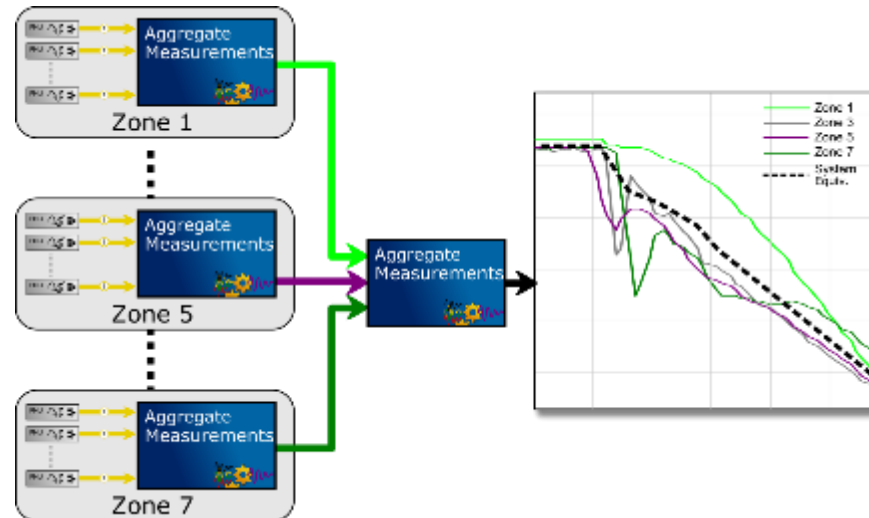 Aggregate
Measurements
Zone 1
Aggregate
Measurements
Zone 5
Aggregate
Measurements
Zone 7
Aggregate
Measurements
Zone 1
Zone 3
Zone 5
Zone 7
System
Equiv.